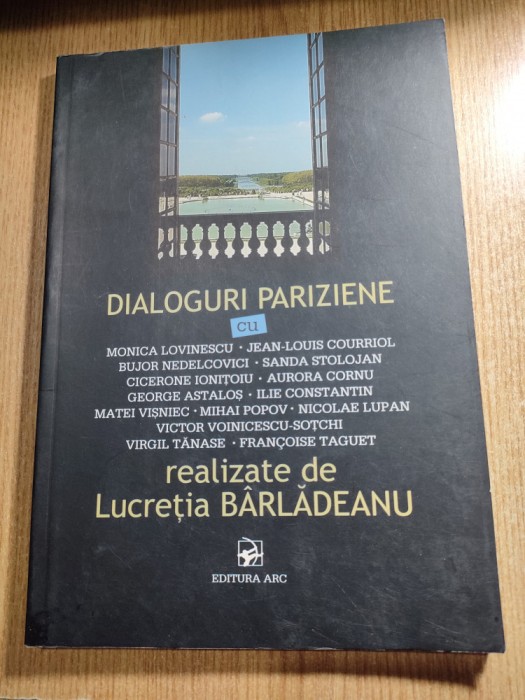 DIALOGURI PARIZIENE
cu
MONICA LOVINESCU · JEAN-LOUIS COURRIOL
BUJOR NEDELCOVICI · SANDA STOLOJAN
CICERONE IONIȚOIU · AURORA CORNU
GEORGE ASTALOȘ · ILIE CONSTANTIN
MATEI VIȘNIEC · MIHAI POPOV · NICOLAE LUPAN
VICTOR VOINICESCU-SOȚCHI
VIRGIL TĂNASE · FRANÇOISE TAGUET
realizate de
Lucreția BÂRLĂDEANU
EDITURA ARC